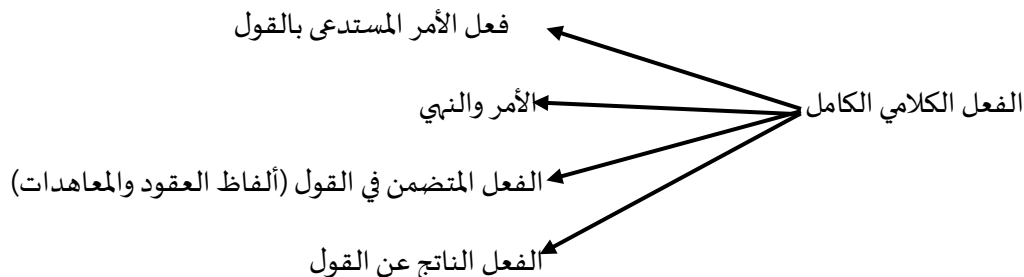 فعل الأمر المستدعى بالقول
الفعل الكلامي الكامل
الأمر والنهي
الفعل المتضمن في القول (ألفاظ العقود والمعاهدات)
الفعل الناتج عن القول